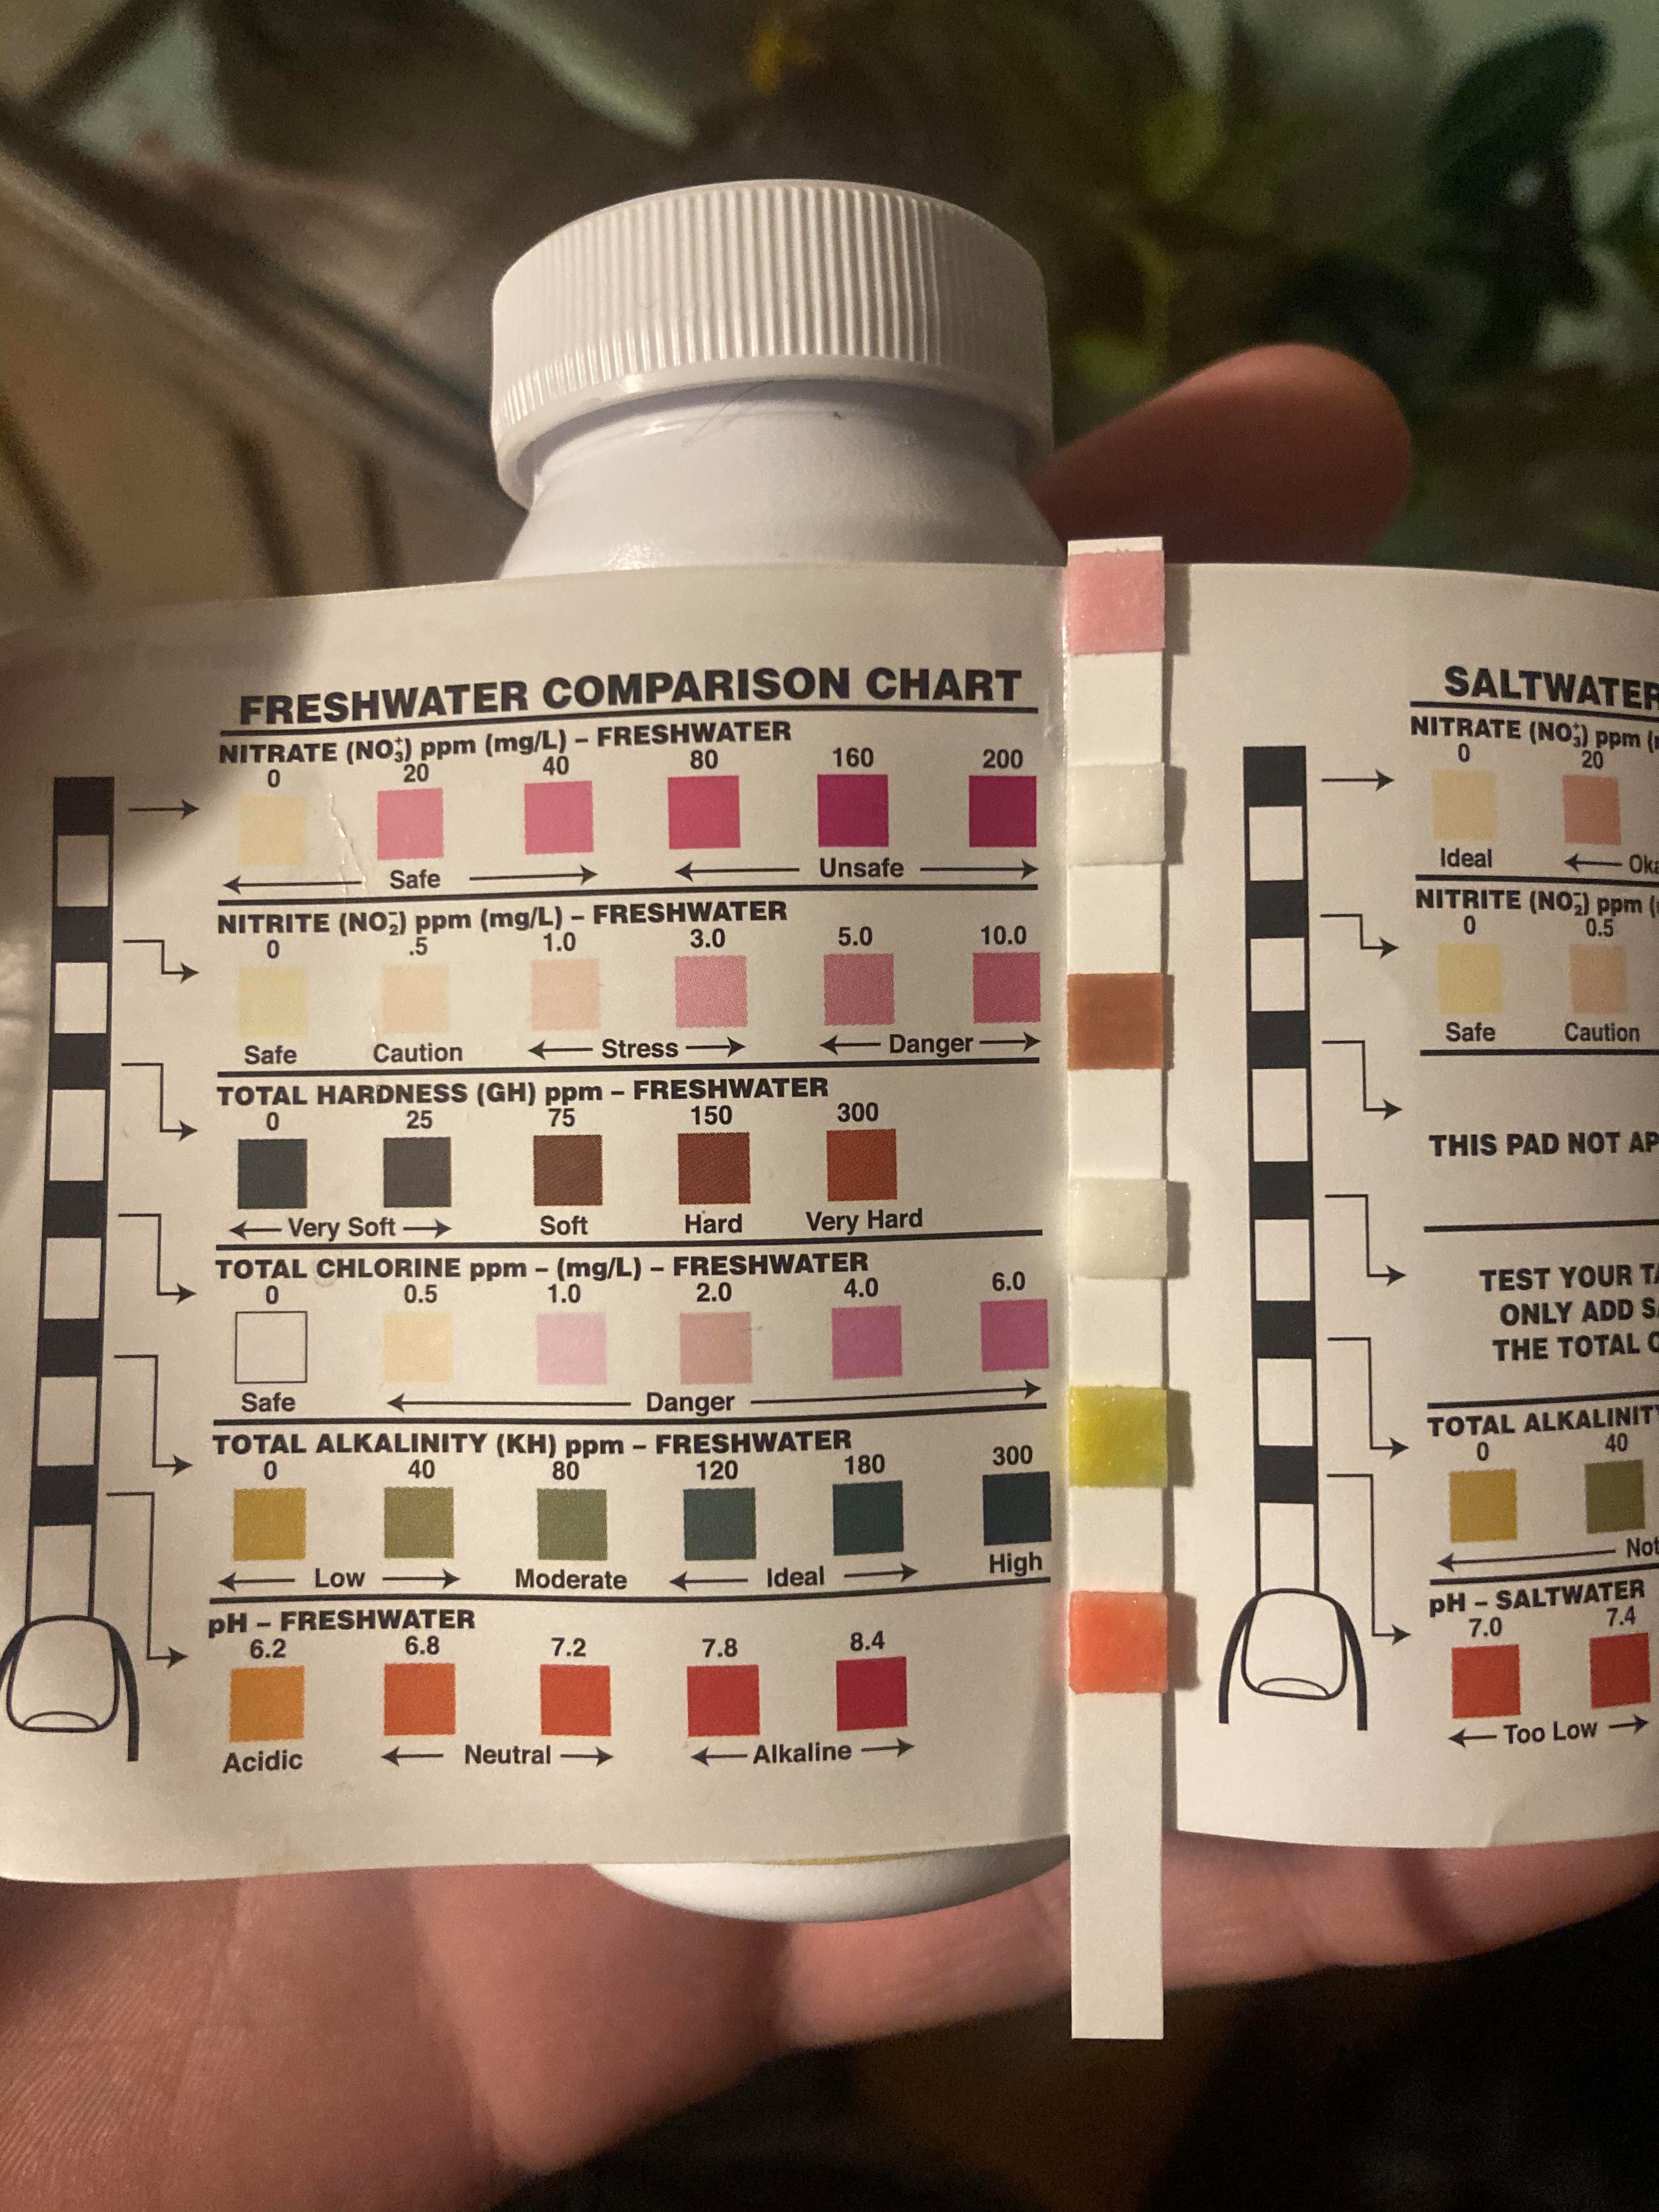 FRESHWATER COMPARISON CHART
NITRATE (NO₃⁺) ppm (mg/L) – FRESHWATER
0 20 40 80 160 200
Safe Unsafe
NITRITE (NO₂⁻) ppm (mg/L) – FRESHWATER
0 .5 1.0 3.0 5.0 10.0
Safe Caution Stress Danger
TOTAL HARDNESS (GH) ppm – FRESHWATER
0 25 75 150 300
Very Soft Soft Hard Very Hard
TOTAL CHLORINE ppm – (mg/L) – FRESHWATER
0 0.5 1.0 2.0 4.0 6.0
Safe Danger
TOTAL ALKALINITY (KH) ppm – FRESHWATER
0 40 80 120 180 300
Low Moderate Ideal High
pH – FRESHWATER
6.2 6.8 7.2 7.8 8.4
Acidic Neutral Alkaline
SALTWATER
NITRATE (NO₃⁺) ppm
0 20
Ideal
NITRITE (NO₂⁻) ppm
0 0.5
Safe Caution
THIS PAD NOT
TEST YOUR
ONLY ADD
THE TOTAL
TOTAL ALKALINITY
0 40
pH – SALTWATER
7.0 7.4
Too Low